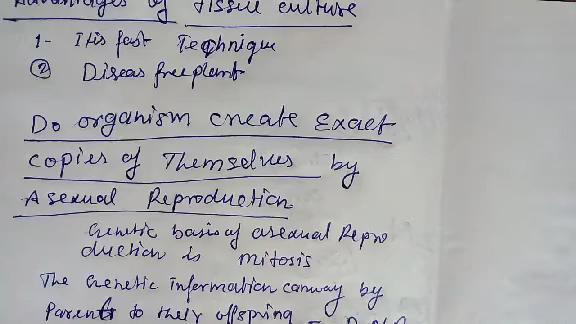 Advantages of tissue culture
1- It is fast Technique
② Diseas free plant
Do organism create Exact
copies of Themselves by
Asexual Reproduction
Genetic basis of asexual Repro
duction is mitosis
The Genetic information canway by
Parents to their offspring